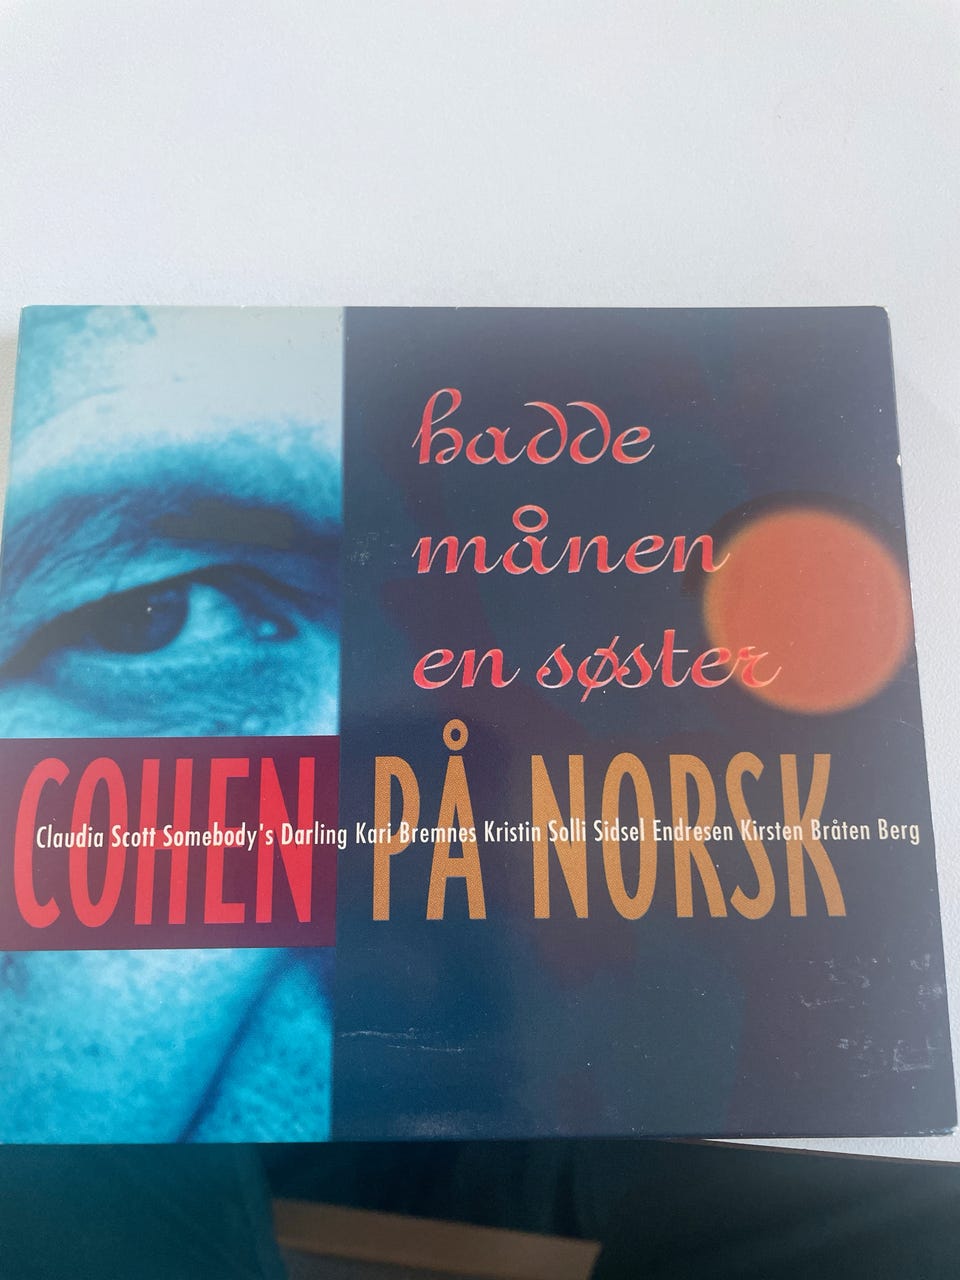 hadde
månen
en søster
COHEN PÅ NORSK
Claudia Scott Somebody's Darling Kari Bremnes Kristin Solli Sidsel Endresen Kirsten Bråten Berg